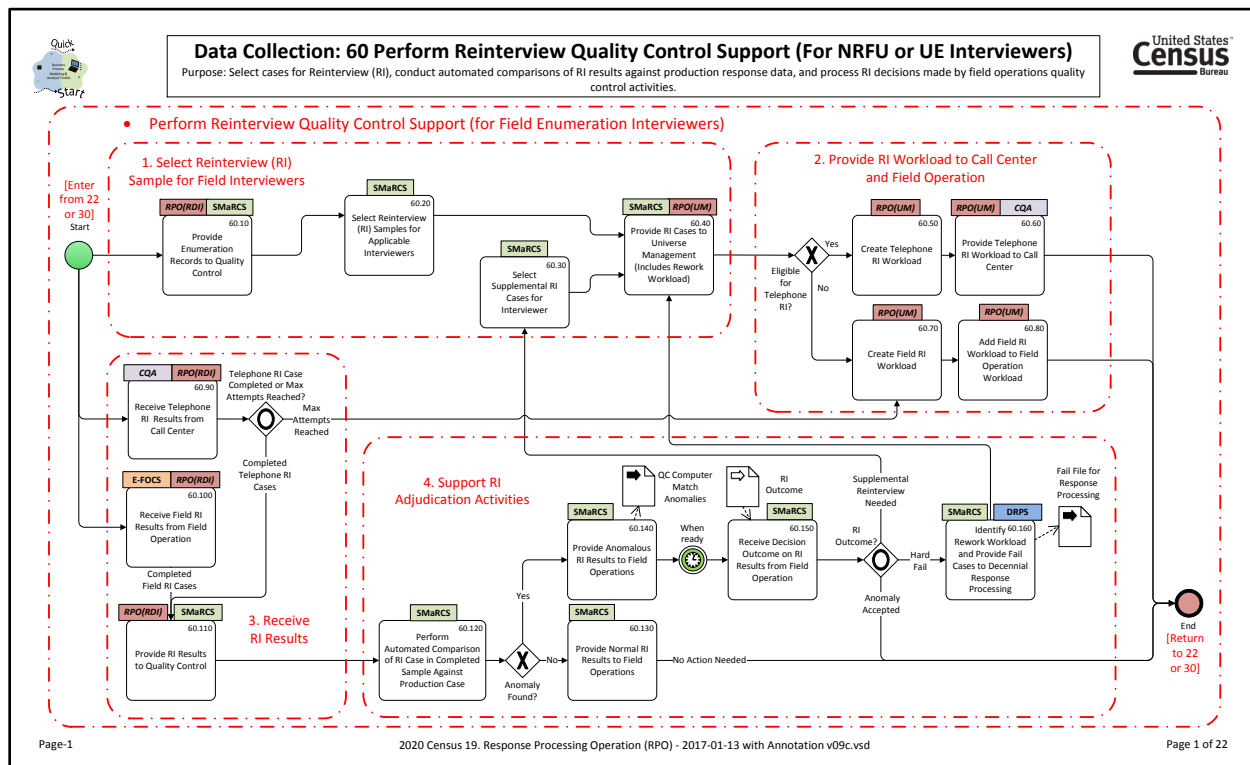 Quick
Business
Process
Modeling &
Analysis Toolkit
Start
Data Collection: 60 Perform Reinterview Quality Control Support (For NRFU or UE Interviewers)
Purpose: Select cases for Reinterview (RI), conduct automated comparisons of RI results against production response data, and process RI decisions made by field operations quality
control activities.
United States
Census
Bureau
• Perform Reinterview Quality Control Support (for Field Enumeration Interviewers)
1. Select Reinterview (RI)
Sample for Field Interviewers
2. Provide RI Workload to Call Center
and Field Operation
[Enter
from 22
or 30]
Start
RPO(RDI)
SMaRCS
60.10
Provide
Enumeration
Records to Quality
Control
SMaRCS
60.20
Select Reinterview
(RI) Samples for
Applicable
Interviewers
SMaRCS
60.30
Select
Supplemental RI
Cases for
Interviewer
SMaRCS
RPO(UM)
60.40
Provide RI Cases to
Universe
Management
(Includes Rework
Workload)
Eligible
for
Telephone
RI?
Yes
No
RPO(UM)
60.50
Create Telephone
RI Workload
RPO(UM)
CQA
60.60
Provide Telephone
RI Workload to Call
Center
RPO(UM)
60.70
Create Field RI
Workload
RPO(UM)
60.80
Add Field RI
Workload to Field
Operation
Workload
CQA
RPO(RDI)
60.90
Receive Telephone
RI Results from
Call Center
Telephone RI Case
Completed or Max
Attempts Reached?
Max
Attempts
Reached
Completed
Telephone RI
Cases
E-FOCS
RPO(RDI)
60.100
Receive Field RI
Results from Field
Operation
Completed
Field RI Cases
RPO(RDI)
SMaRCS
60.110
Provide RI Results
to Quality Control
3. Receive
RI Results
4. Support RI
Adjudication Activities
SMaRCS
60.120
Perform
Automated Comparison
of RI Case in Completed
Sample Against
Production Case
Anomaly
Found?
Yes
No
SMaRCS
60.130
Provide Normal RI
Results to Field
Operations
No Action Needed
SMaRCS
60.140
Provide Anomalous
RI Results to Field
Operations
QC Computer
Match
Anomalies
When
ready
RI
Outcome
SMaRCS
60.150
Receive Decision
Outcome on RI
Results from Field
Operation
RI
Outcome?
Supplemental
Reinterview
Needed
Hard
Fail
Anomaly
Accepted
SMaRCS
DRPS
60.160
Identify
Rework Workload
and Provide Fail
Cases to Decennial
Response
Processing
Fail File for
Response
Processing
End
[Return
to 22
or 30]
Page-1
2020 Census 19. Response Processing Operation (RPO) - 2017-01-13 with Annotation v09c.vsd
Page 1 of 22